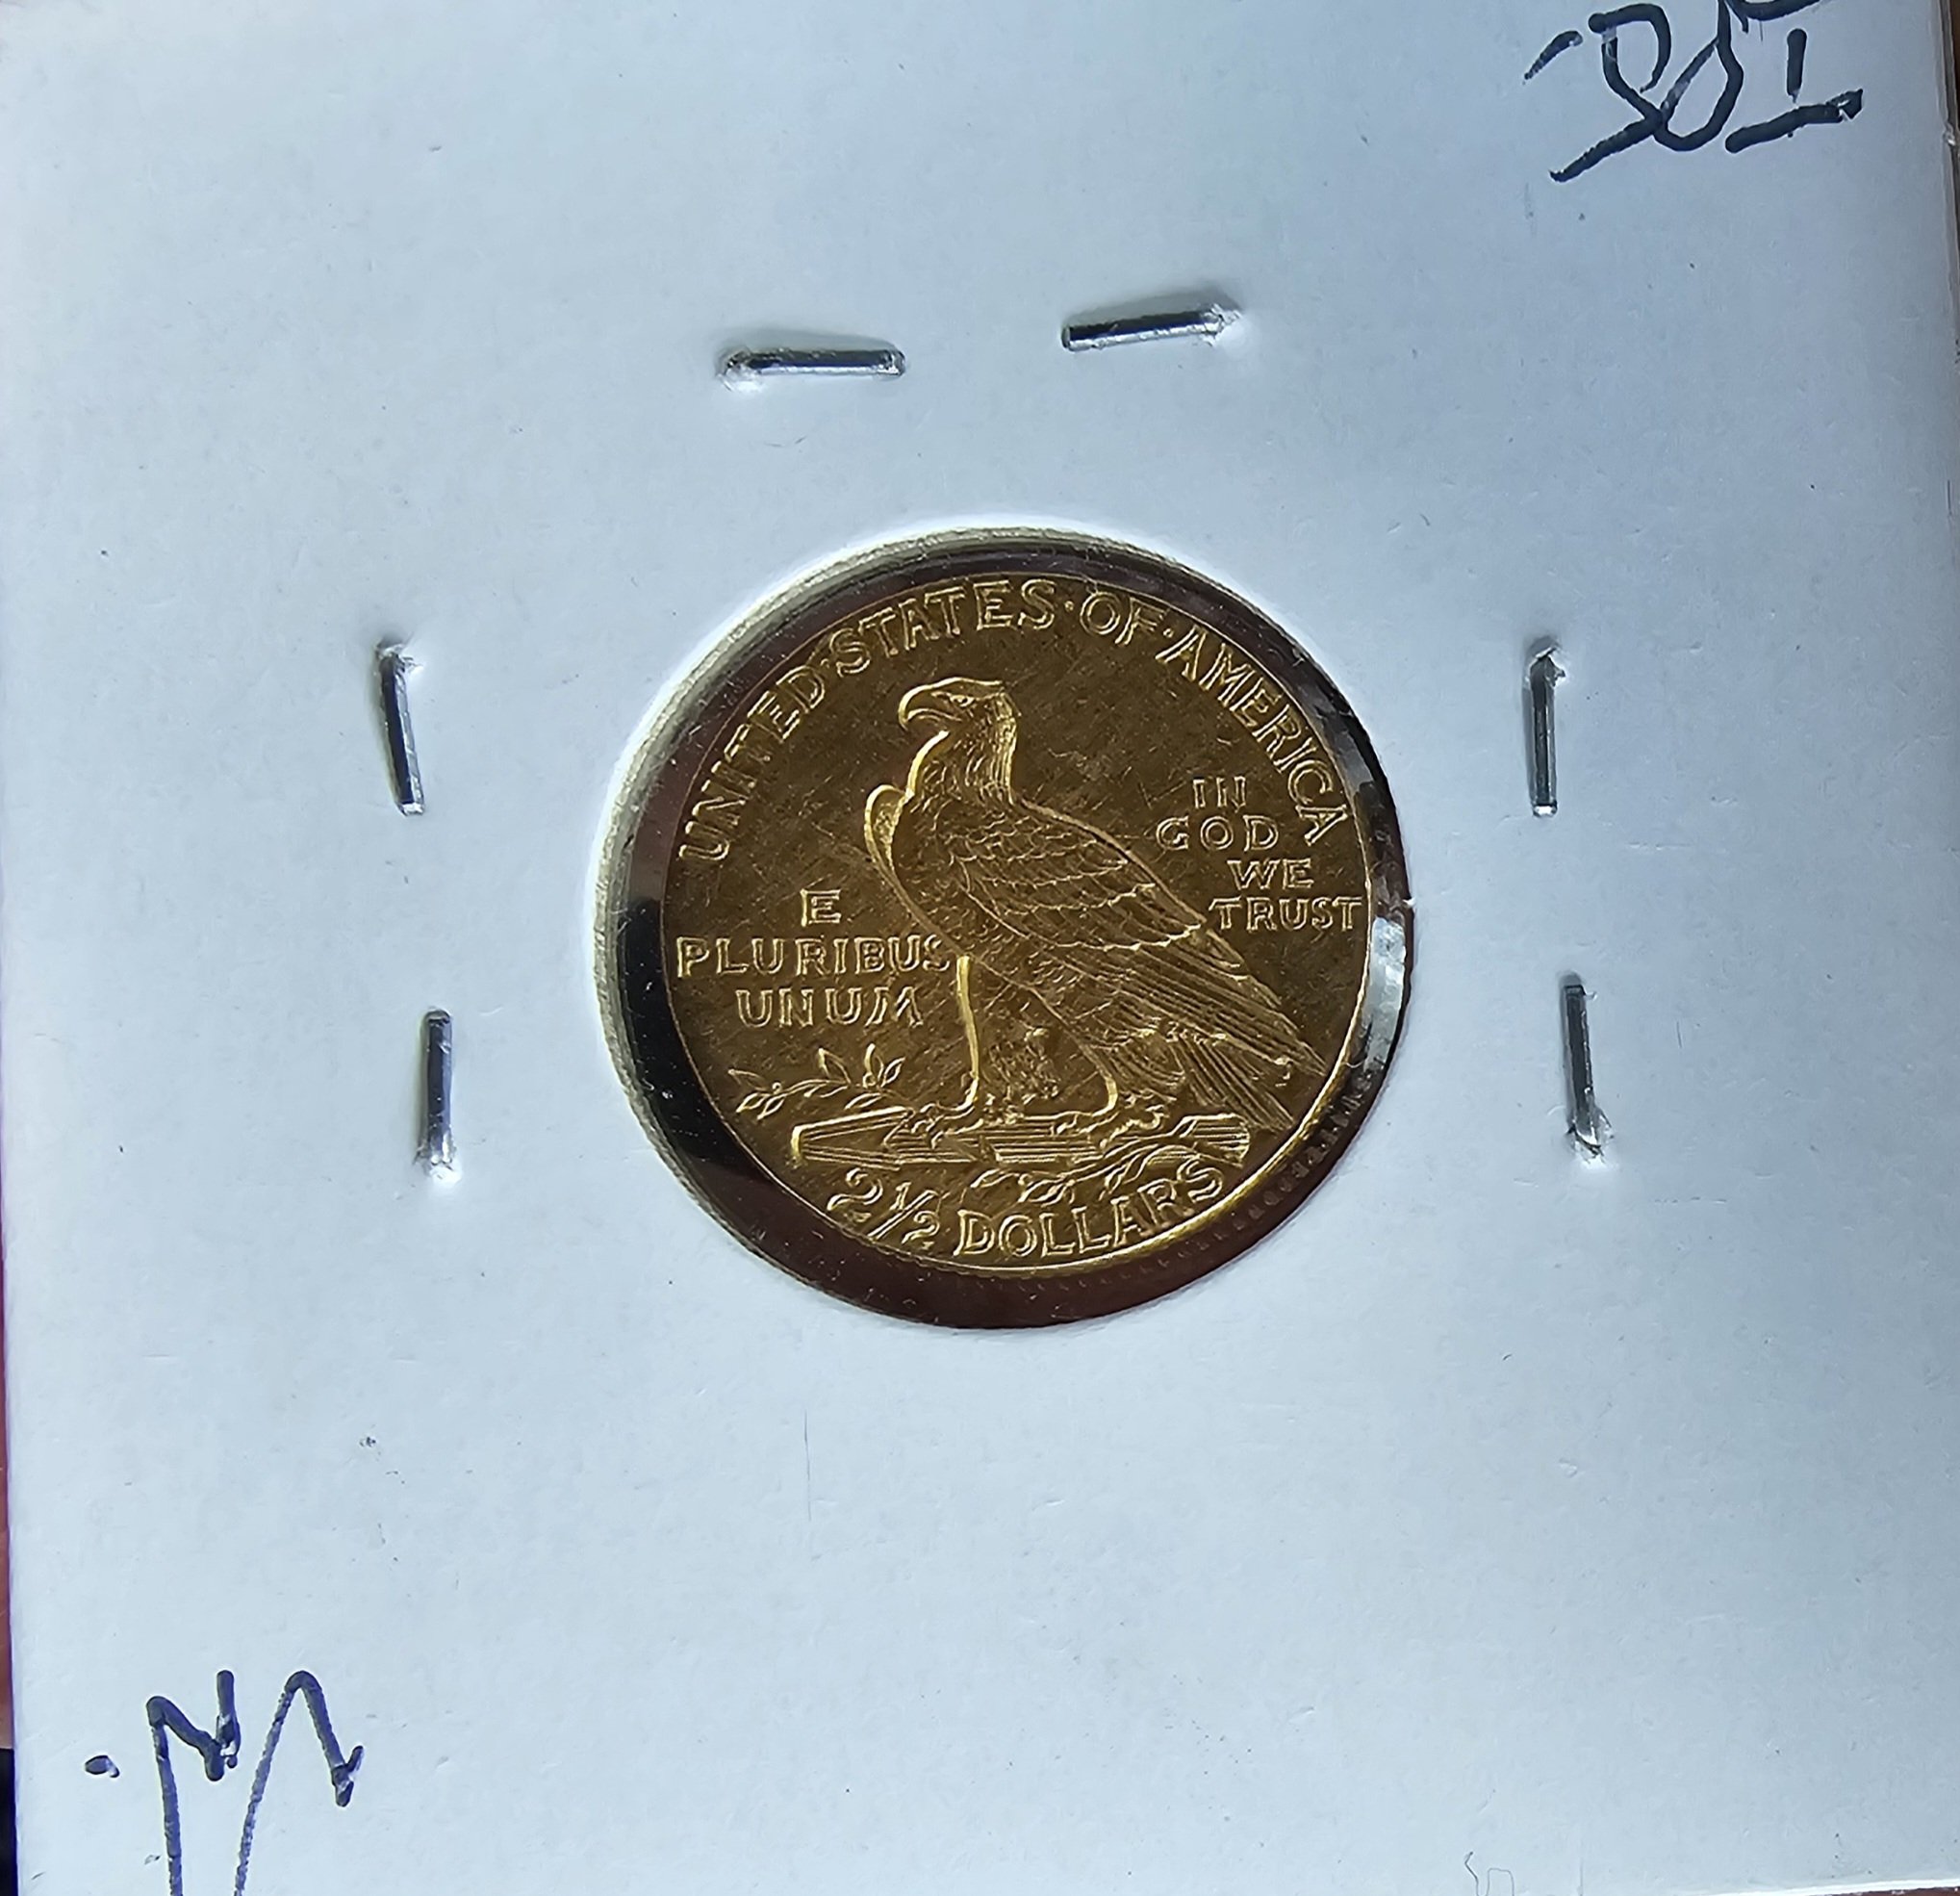 UNITED·STATES·OF·AMERICA
IN
GOD
WE
TRUST
E
PLURIBUS
UNUM
2½ DOLLARS